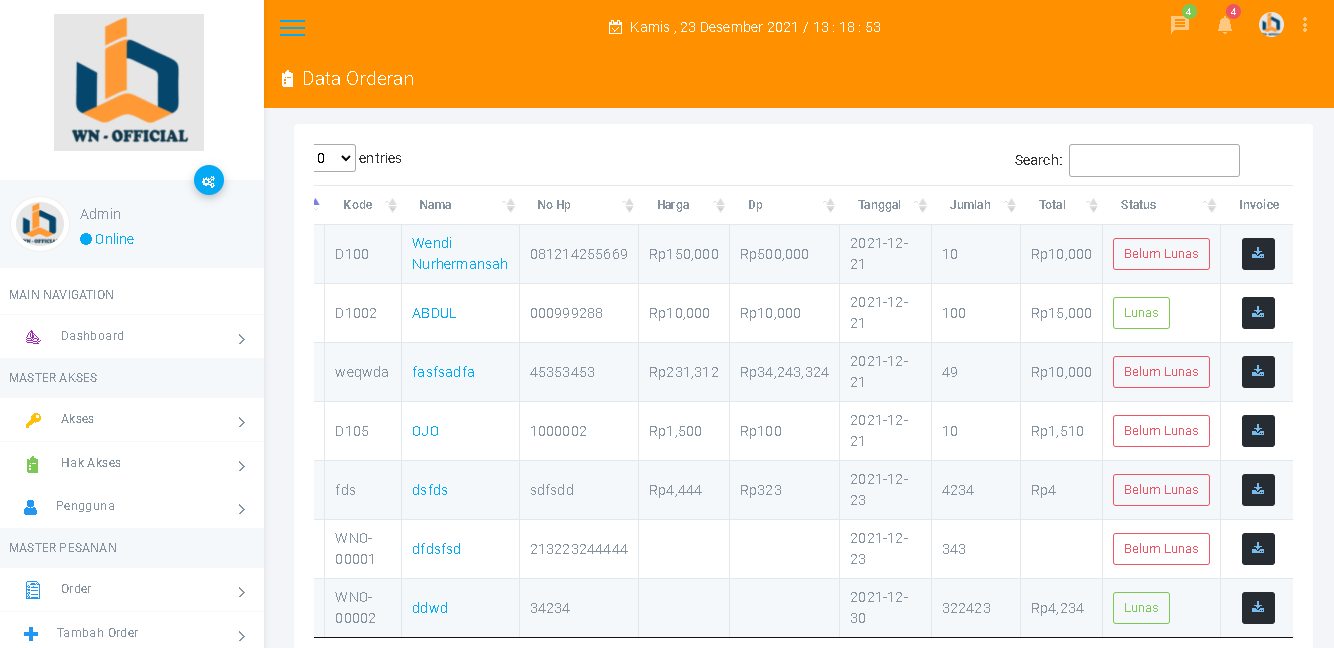 WN - OFFICIAL
Kamis , 23 Desember 2021 / 13 : 18 : 53
4
4
Data Orderan
Admin
Online
MAIN NAVIGATION
Dashboard
MASTER AKSES
Akses
Hak Akses
Pengguna
MASTER PESANAN
Order
Tambah Order
0 entries
Search:
Kode Nama No Hp Harga Dp Tanggal Jumlah Total Status Invoice
D100 Wendi Nurhermansah 081214255669 Rp150,000 Rp500,000 2021-12-21 10 Rp10,000 Belum Lunas
D1002 ABDUL 000999288 Rp10,000 Rp10,000 2021-12-21 100 Rp15,000 Lunas
weqwda fasfsadfa 45353453 Rp231,312 Rp34,243,324 2021-12-21 49 Rp10,000 Belum Lunas
D105 OJO 1000002 Rp1,500 Rp100 2021-12-21 10 Rp1,510 Belum Lunas
fds dsfds sdfsdd Rp4,444 Rp323 2021-12-23 4234 Rp4 Belum Lunas
WNO-00001 dfdsfsd 213223244444 2021-12-23 343 Belum Lunas
WNO-00002 ddwd 34234 2021-12-30 322423 Rp4,234 Lunas